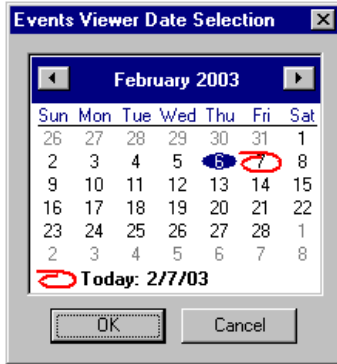 Events Viewer Date Selection
February 2003
Sun Mon Tue Wed Thu Fri Sat
26 27 28 29 30 31 1
2 3 4 5 6 7 8
9 10 11 12 13 14 15
16 17 18 19 20 21 22
23 24 25 26 27 28 1
2 3 4 5 6 7 8
Today: 2/7/03
OK Cancel